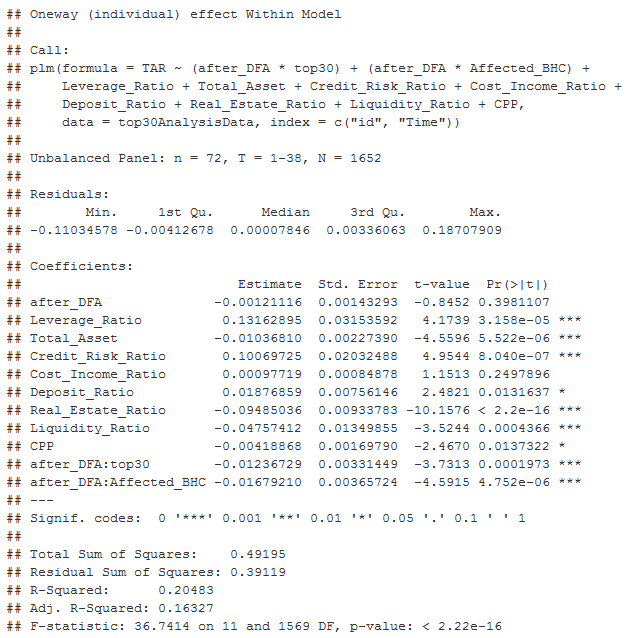 ## Oneway (individual) effect Within Model
##
## Call:
## plm(formula = TAR ~ (after_DFA * top30) + (after_DFA * Affected_BHC) +
##     Leverage_Ratio + Total_Asset + Credit_Risk_Ratio + Cost_Income_Ratio +
##     Deposit_Ratio + Real_Estate_Ratio + Liquidity_Ratio + CPP,
##     data = top30AnalysisData, index = c("id", "Time"))
##
## Unbalanced Panel: n = 72, T = 1-38, N = 1652
##
## Residuals:
##        Min.     1st Qu.      Median     3rd Qu.        Max.
## -0.11034578 -0.00412678  0.00007846  0.00336063  0.18707909
##
## Coefficients:
##                           Estimate  Std. Error  t-value  Pr(>|t|)
## after_DFA              -0.00121116  0.00143293  -0.8452 0.3981107
## Leverage_Ratio          0.13162895  0.03153592   4.1739 3.158e-05 ***
## Total_Asset            -0.01036810  0.00227390  -4.5596 5.522e-06 ***
## Credit_Risk_Ratio       0.10069725  0.02032488   4.9544 8.040e-07 ***
## Cost_Income_Ratio       0.00097719  0.00084878   1.1513 0.2497896
## Deposit_Ratio           0.01876859  0.00756146   2.4821 0.0131637 *
## Real_Estate_Ratio      -0.09485036  0.00933783 -10.1576 < 2.2e-16 ***
## Liquidity_Ratio        -0.04757412  0.01349855  -3.5244 0.0004366 ***
## CPP                    -0.00418868  0.00169790  -2.4670 0.0137322 *
## after_DFA:top30        -0.01236729  0.00331449  -3.7313 0.0001973 ***
## after_DFA:Affected_BHC -0.01679210  0.00365724  -4.5915 4.752e-06 ***
## ---
## Signif. codes:  0 '***' 0.001 '**' 0.01 '*' 0.05 '.' 0.1 ' ' 1
##
## Total Sum of Squares:    0.49195
## Residual Sum of Squares: 0.39119
## R-Squared:      0.20483
## Adj. R-Squared: 0.16327
## F-statistic: 36.7414 on 11 and 1569 DF, p-value: < 2.22e-16